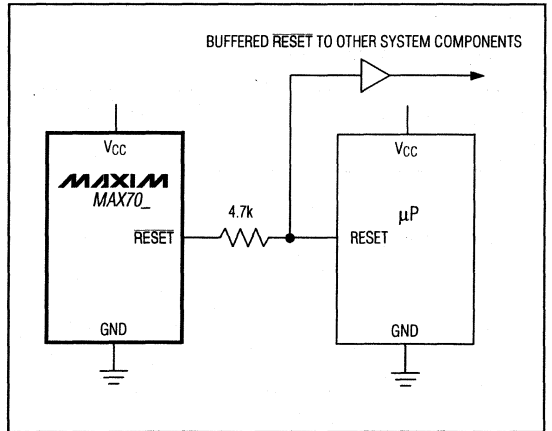 BUFFERED RESET TO OTHER SYSTEM COMPONENTS
VCC
MAXIM
MAX70_
RESET
GND
4.7k
VCC
μP
RESET
GND